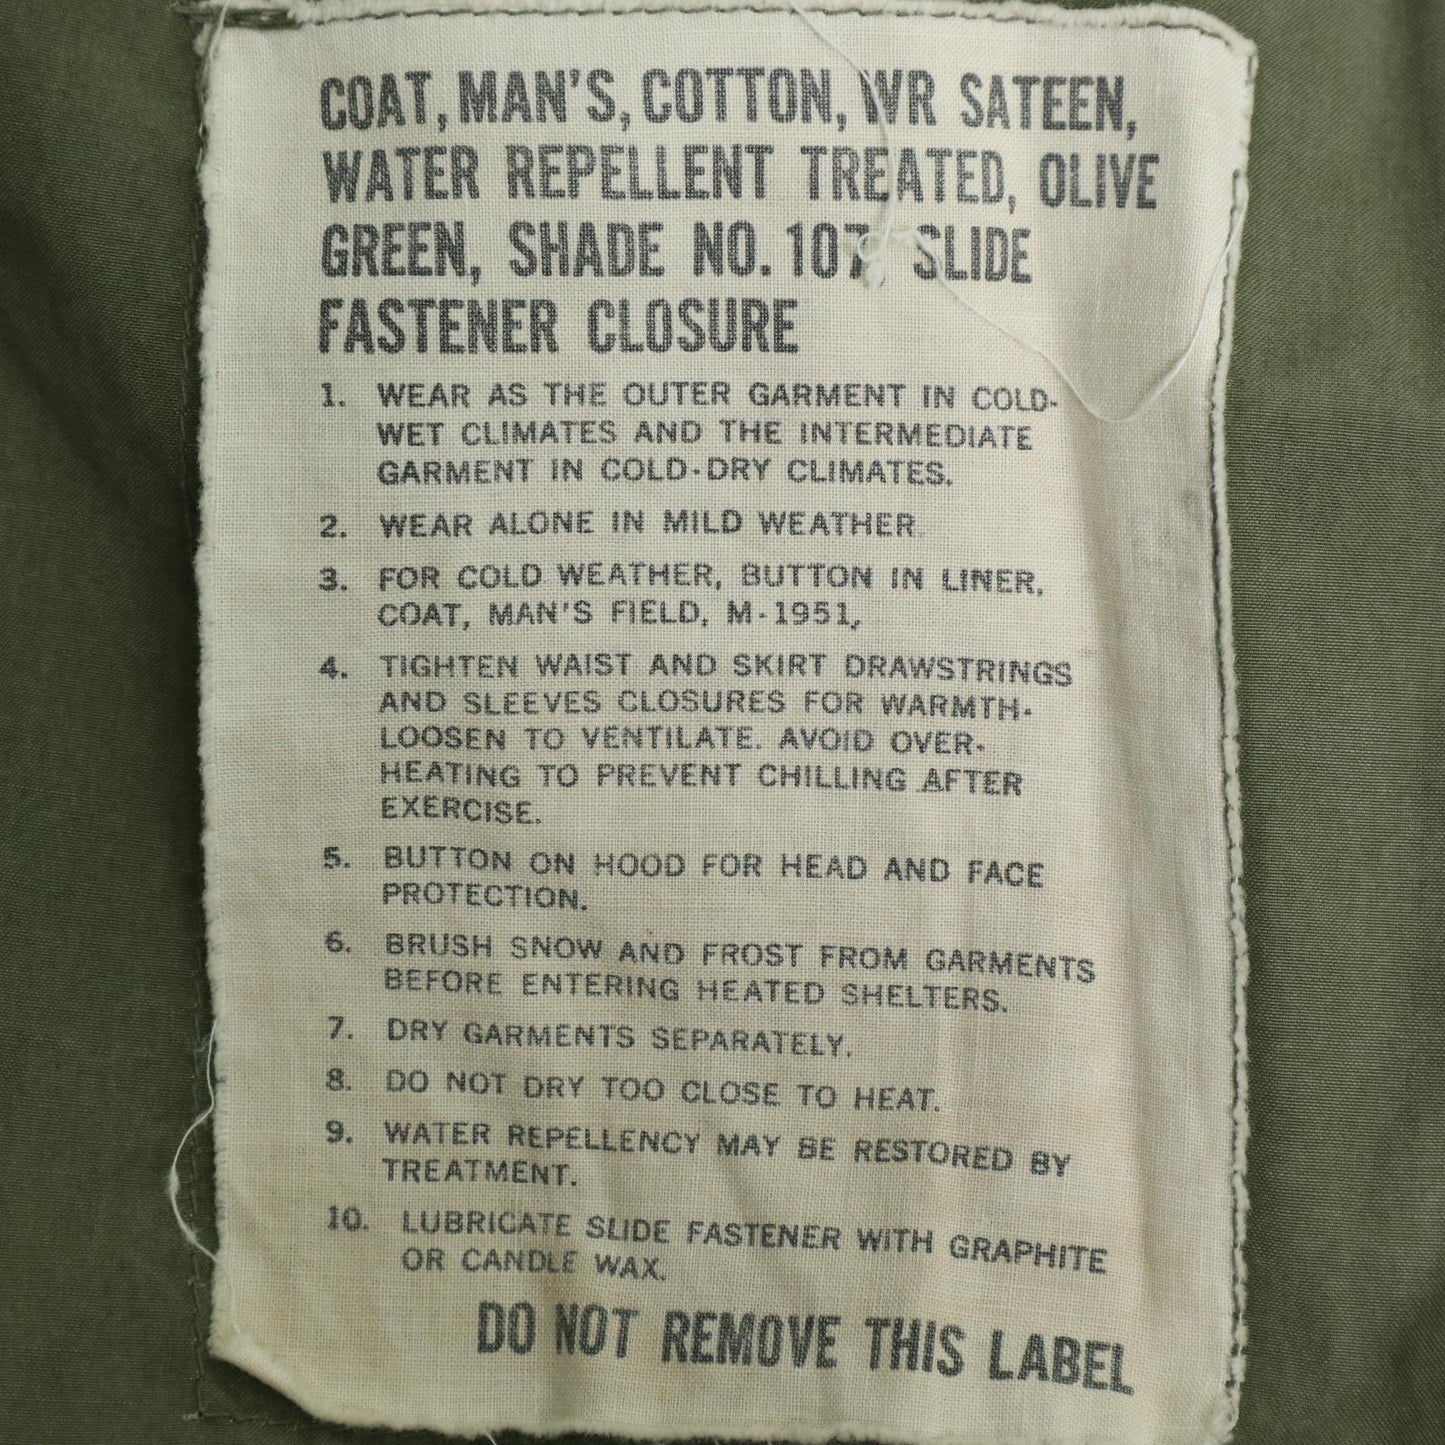 COAT, MAN'S, COTTON, WR SATEEN,
WATER REPELLENT TREATED, OLIVE
GREEN, SHADE NO. 107 SLIDE
FASTENER CLOSURE
1. WEAR AS THE OUTER GARMENT IN COLD-
WET CLIMATES AND THE INTERMEDIATE
GARMENT IN COLD-DRY CLIMATES.
2. WEAR ALONE IN MILD WEATHER.
3. FOR COLD WEATHER, BUTTON IN LINER,
COAT, MAN'S FIELD, M-1951,
4. TIGHTEN WAIST AND SKIRT DRAWSTRINGS
AND SLEEVES CLOSURES FOR WARMTH-
LOOSEN TO VENTILATE. AVOID OVER-
HEATING TO PREVENT CHILLING AFTER
EXERCISE.
5. BUTTON ON HOOD FOR HEAD AND FACE
PROTECTION.
6. BRUSH SNOW AND FROST FROM GARMENTS
BEFORE ENTERING HEATED SHELTERS.
7. DRY GARMENTS SEPARATELY.
8. DO NOT DRY TOO CLOSE TO HEAT.
9. WATER REPELLENCY MAY BE RESTORED BY
TREATMENT.
10. LUBRICATE SLIDE FASTENER WITH GRAPHITE
OR CANDLE WAX.
DO NOT REMOVE THIS LABEL